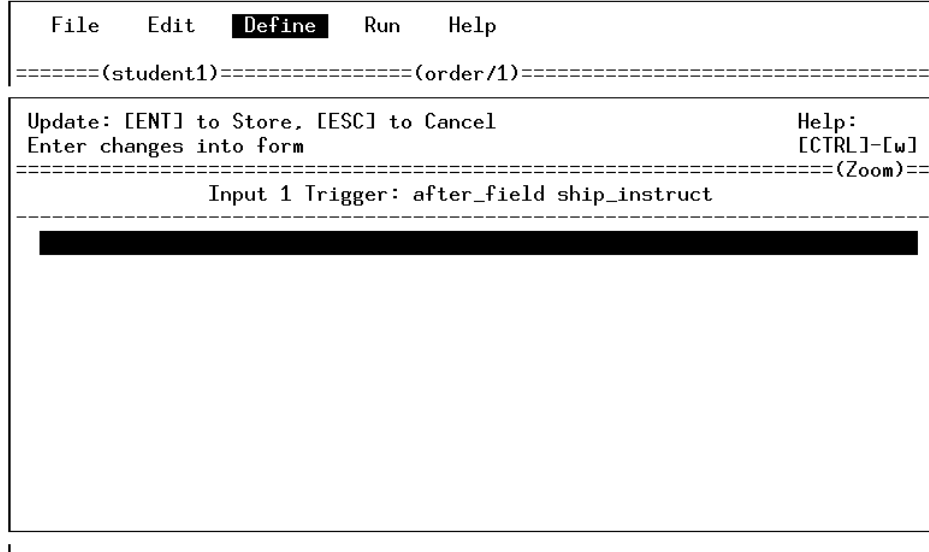 File Edit Define Run Help
=======(student1)================(order/1)==================================
Update: [ENT] to Store, [ESC] to Cancel Help:
Enter changes into form [CTRL]-[w]
====================================================================(Zoom)==
Input 1 Trigger: after_field ship_instruct
----------------------------------------------------------------------------